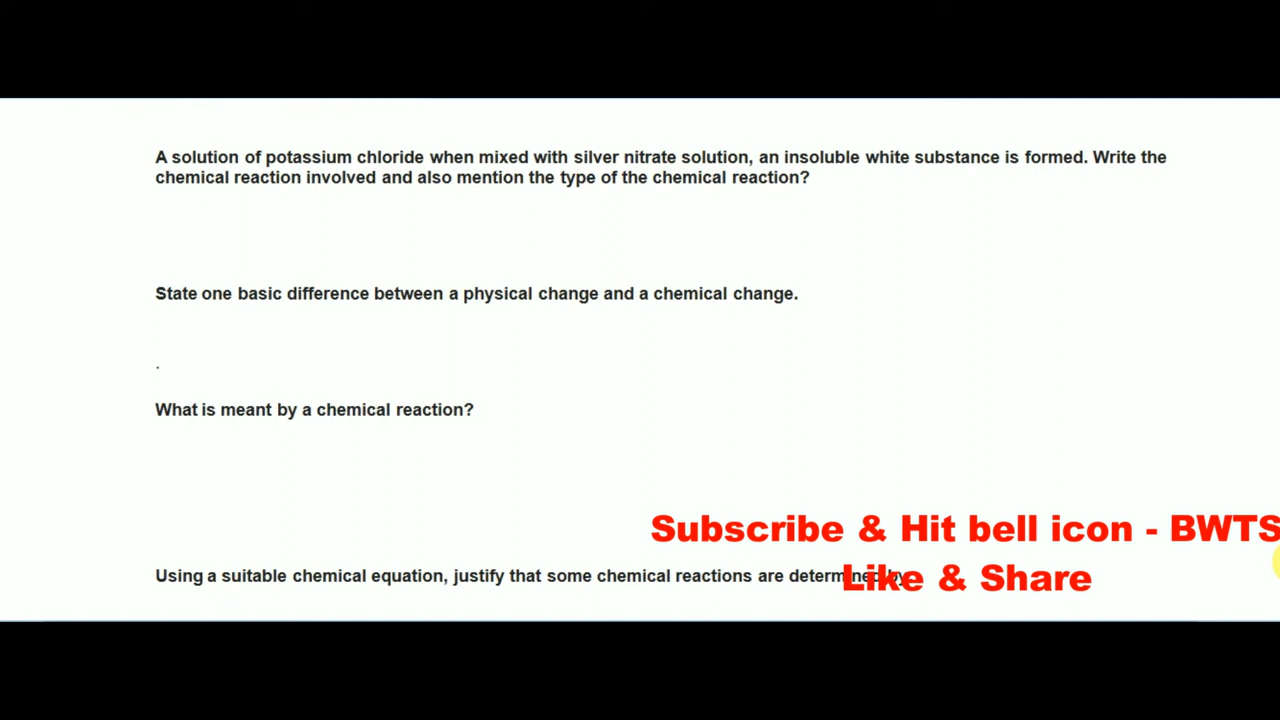 A solution of potassium chloride when mixed with silver nitrate solution, an insoluble white substance is formed. Write the
chemical reaction involved and also mention the type of the chemical reaction?
State one basic difference between a physical change and a chemical change.
.
What is meant by a chemical reaction?
Subscribe & Hit bell icon - BWTS
Using a suitable chemical equation, justify that some chemical reactions are determined by
Like & Share